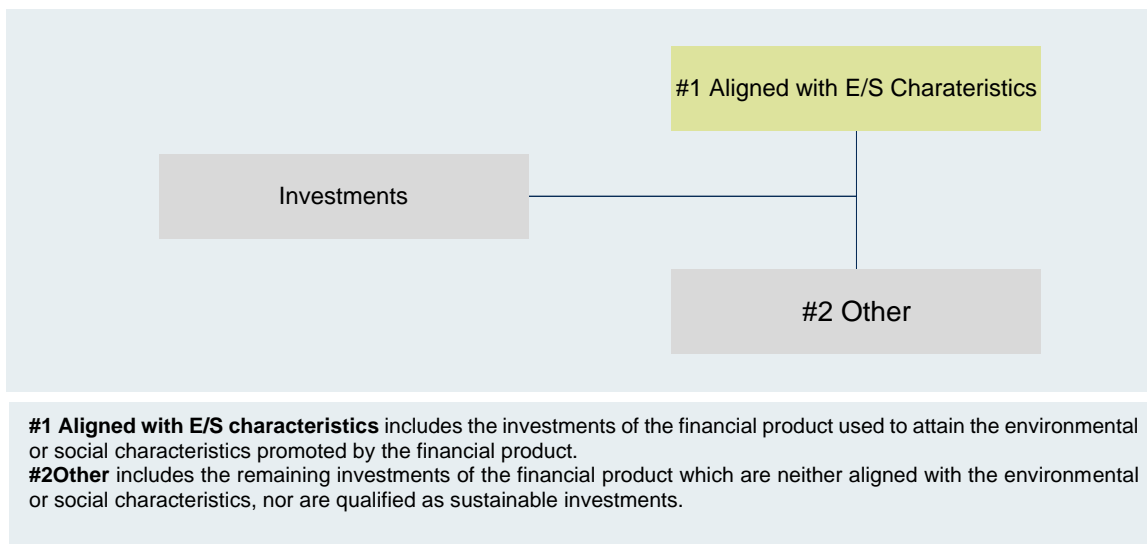 #1 Aligned with E/S Charateristics
Investments
#2 Other
#1 Aligned with E/S characteristics includes the investments of the financial product used to attain the environmental
or social characteristics promoted by the financial product.
#2Other includes the remaining investments of the financial product which are neither aligned with the environmental
or social characteristics, nor are qualified as sustainable investments.